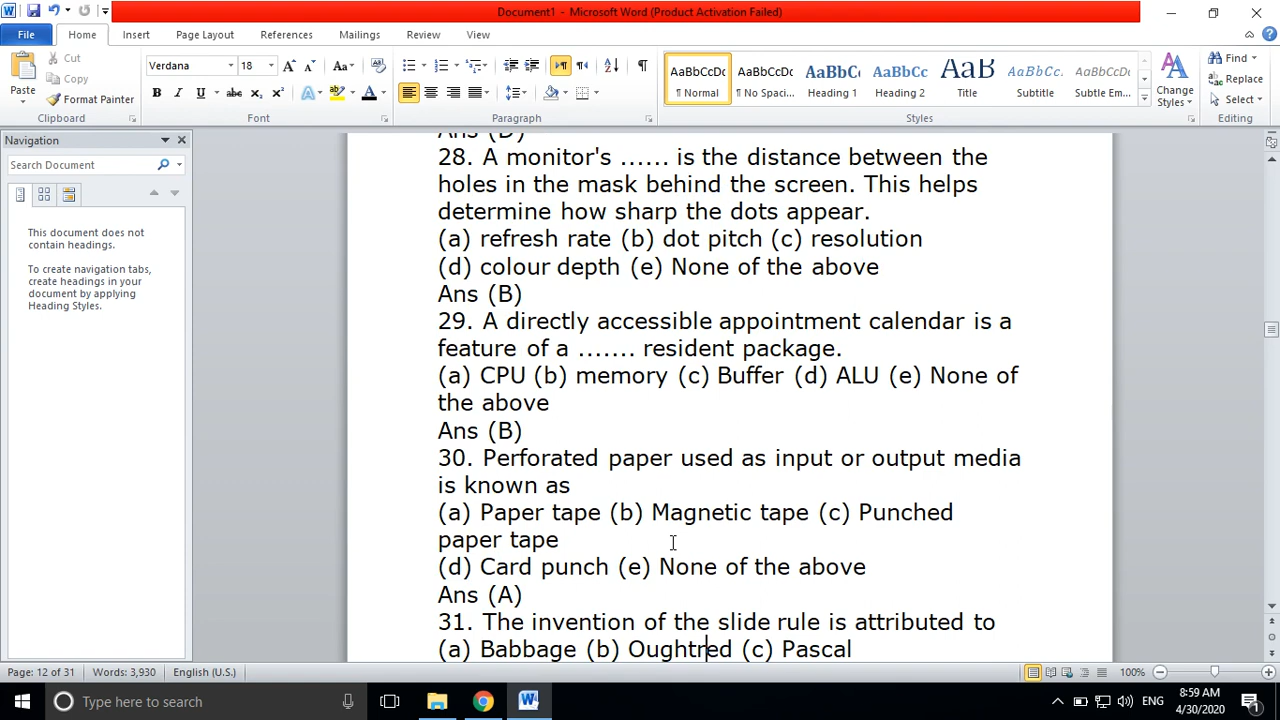 Document1 - Microsoft Word (Product Activation Failed)
File Home Insert Page Layout References Mailings Review View
Cut
Copy
Format Painter
Paste
Clipboard
Verdana 18
Font
Paragraph
AaBbCcDc AaBbCcDc AaBbCc AaBbCc AaB AaBbCc. AaBbCcDc
¶ Normal ¶ No Spaci... Heading 1 Heading 2 Title Subtitle Subtle Em...
Change
Styles
Styles
Find
Replace
Select
Editing
Navigation
Search Document
This document does not
contain headings.
To create navigation tabs,
create headings in your
document by applying
Heading Styles.
Ans (D)
28. A monitor's ...... is the distance between the
holes in the mask behind the screen. This helps
determine how sharp the dots appear.
(a) refresh rate (b) dot pitch (c) resolution
(d) colour depth (e) None of the above
Ans (B)
29. A directly accessible appointment calendar is a
feature of a ....... resident package.
(a) CPU (b) memory (c) Buffer (d) ALU (e) None of
the above
Ans (B)
30. Perforated paper used as input or output media
is known as
(a) Paper tape (b) Magnetic tape (c) Punched
paper tape
(d) Card punch (e) None of the above
Ans (A)
31. The invention of the slide rule is attributed to
(a) Babbage (b) Oughtred (c) Pascal
Page: 12 of 31 Words: 3,930 English (U.S.) 100%
Type here to search
ENG
8:59 AM
4/30/2020